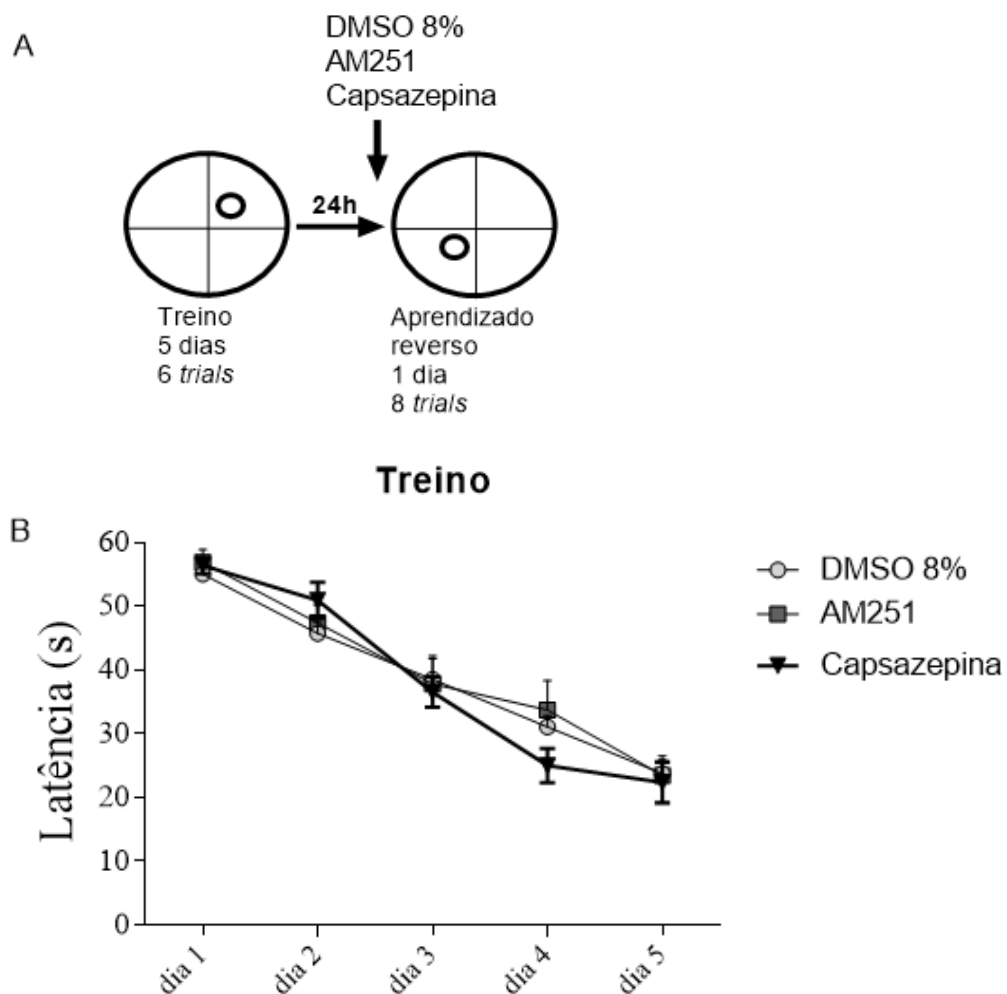 A
DMSO 8%
AM251
Capsazepina
24h
Treino
5 dias
6 trials
Aprendizado
reverso
1 dia
8 trials
Treino
B
60
50
40
30
20
10
0
Latência (s)
dia 1
dia 2
dia 3
dia 4
dia 5
DMSO 8%
AM251
Capsazepina